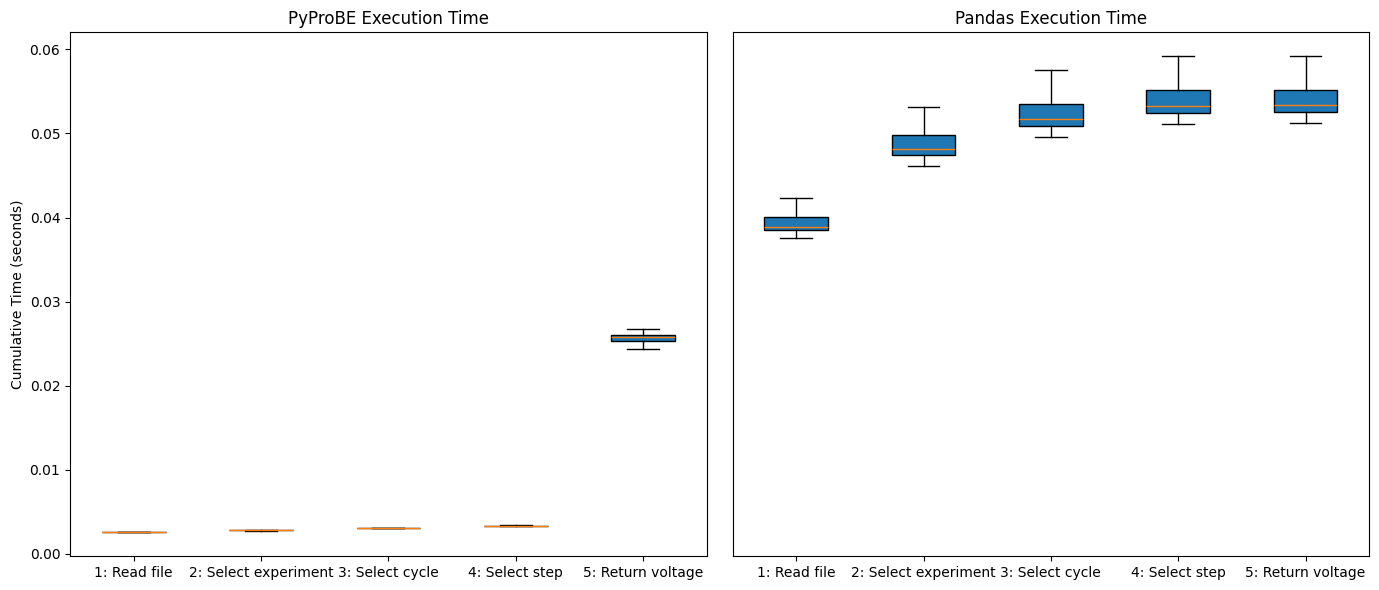 PyProBE Execution Time
Pandas Execution Time
Cumulative Time (seconds)
0.06
0.05
0.04
0.03
0.02
0.01
0.00
1: Read file
2: Select experiment
3: Select cycle
4: Select step
5: Return voltage
1: Read file
2: Select experiment
3: Select cycle
4: Select step
5: Return voltage